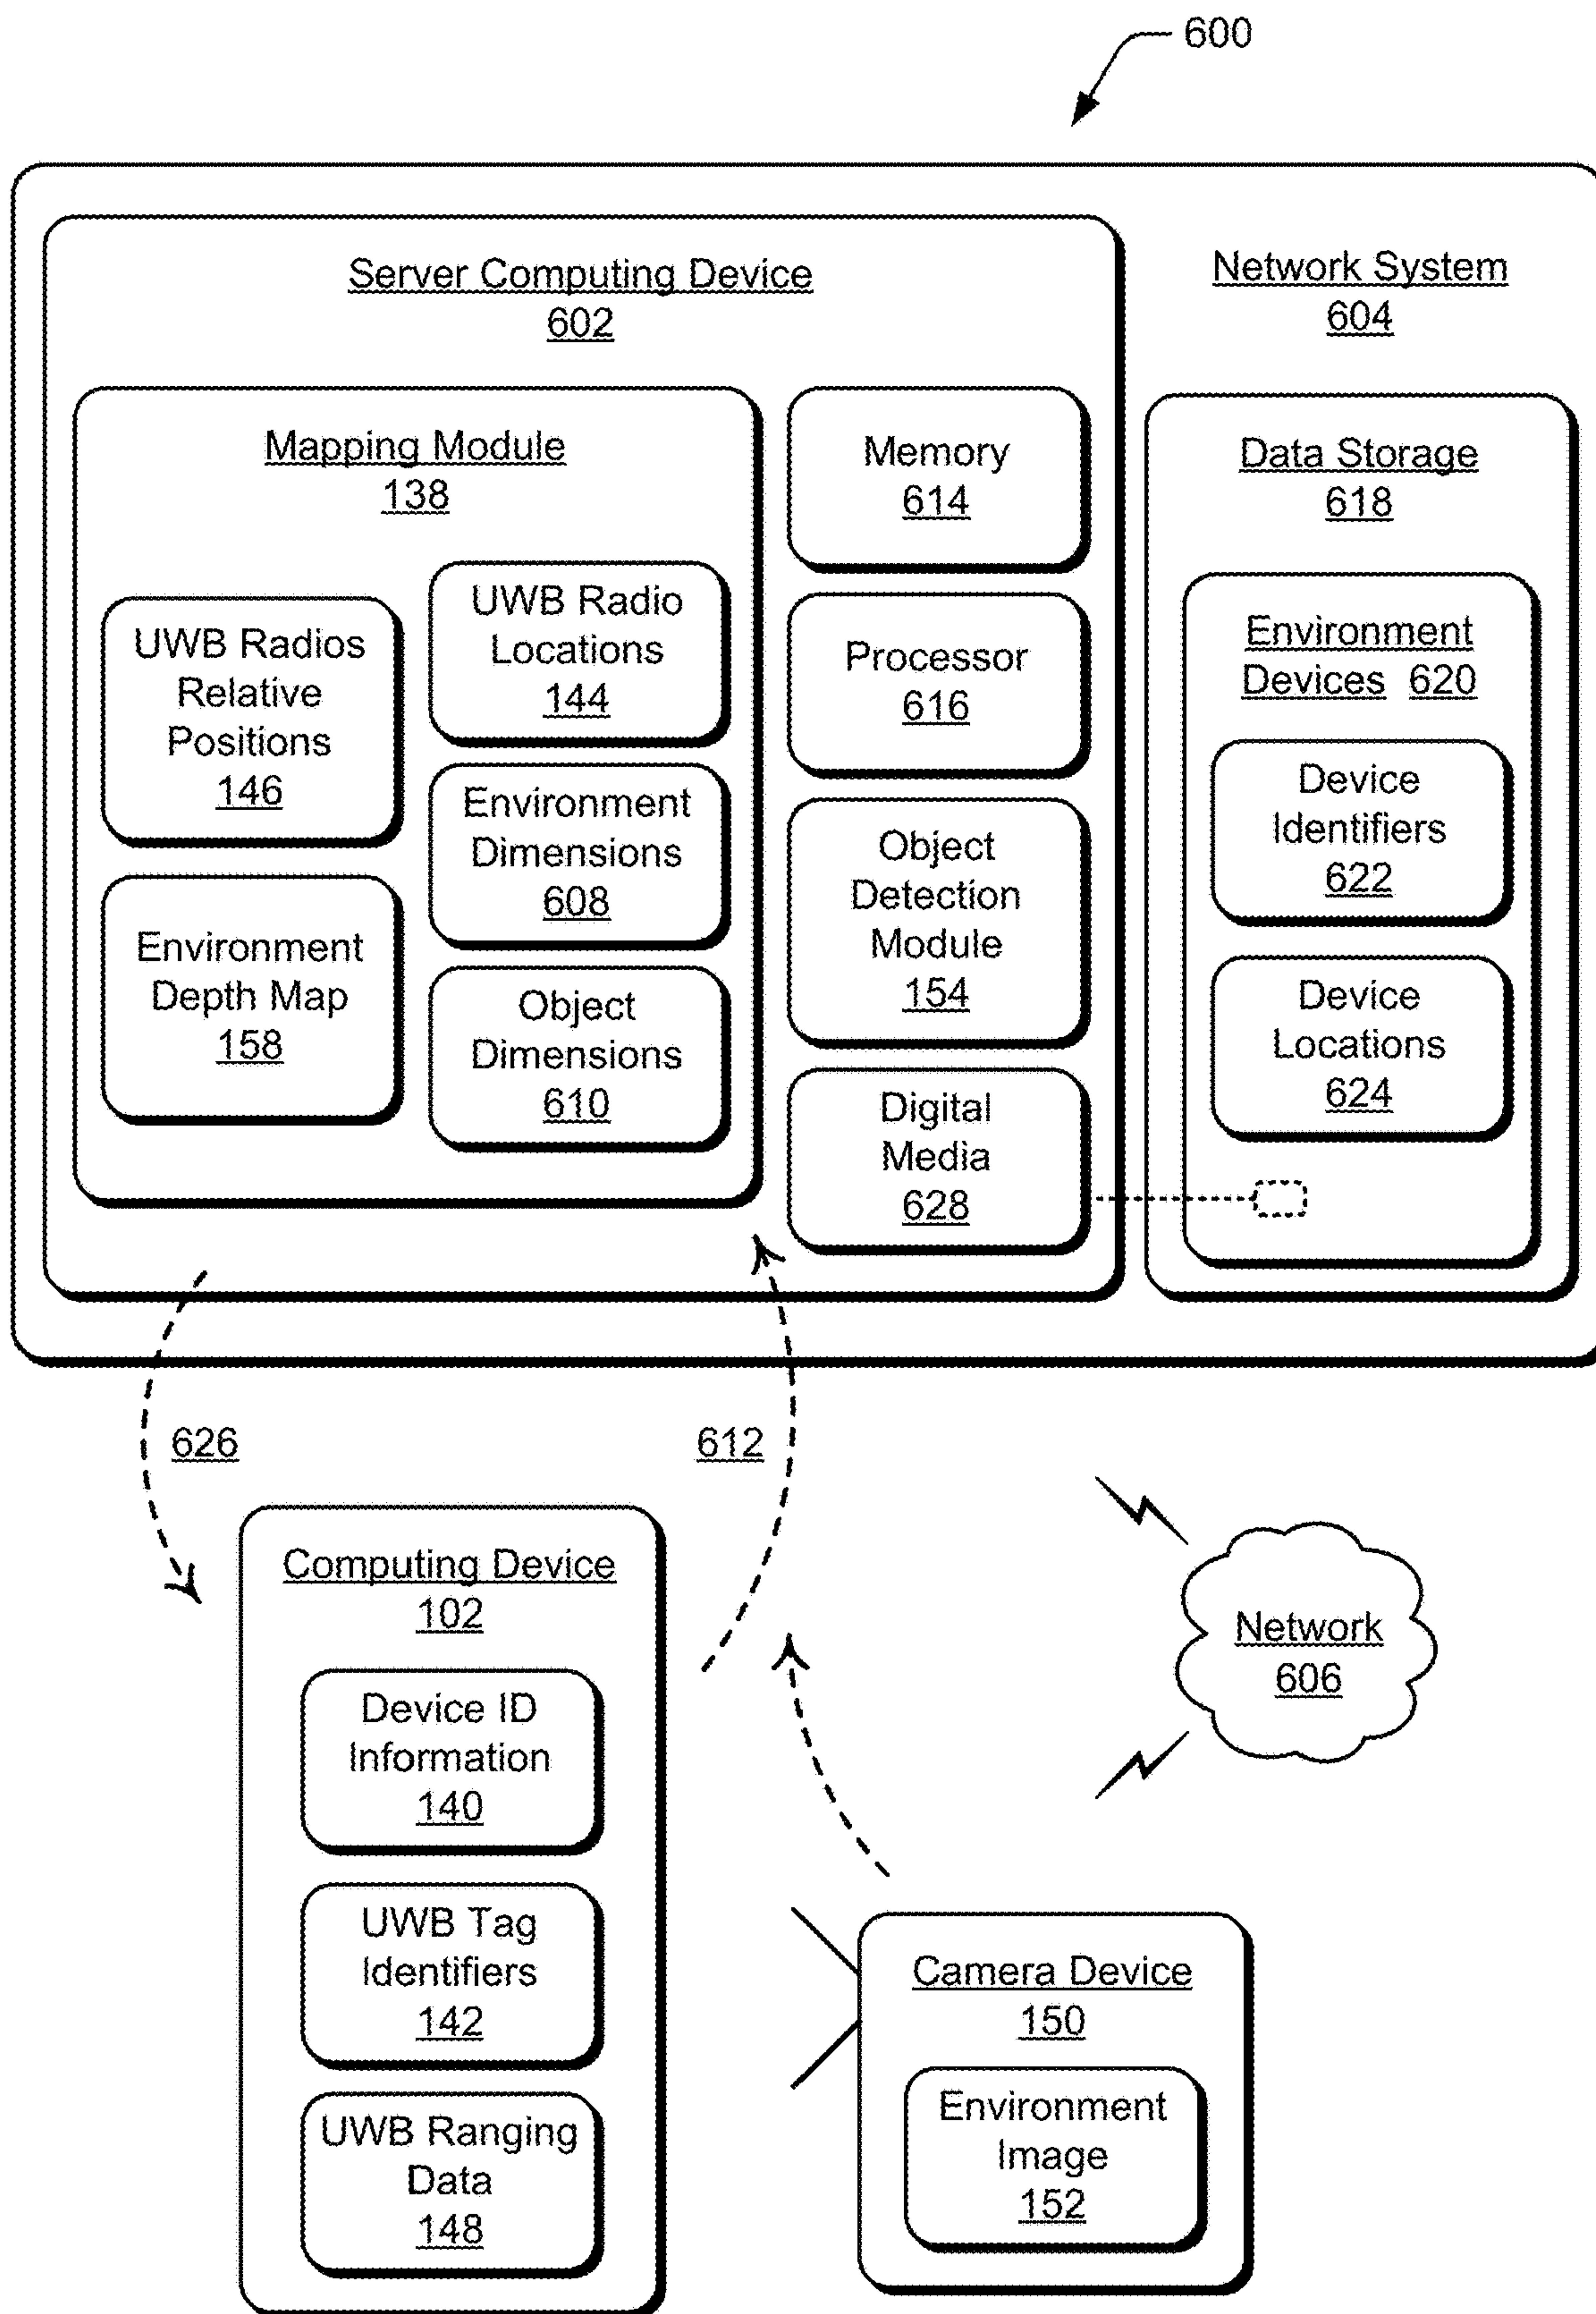 600
Server Computing Device
602
Network System
604
Mapping Module
138
UWB Radios
Relative
Positions
146
UWB Radio
Locations
144
Environment
Dimensions
608
Environment
Depth Map
158
Object
Dimensions
610
Memory
614
Processor
616
Object
Detection
Module
154
Digital
Media
628
Data Storage
618
Environment
Devices 620
Device
Identifiers
622
Device
Locations
624
626
612
Computing Device
102
Device ID
Information
140
UWB Tag
Identifiers
142
UWB Ranging
Data
148
Network
606
Camera Device
150
Environment
Image
152